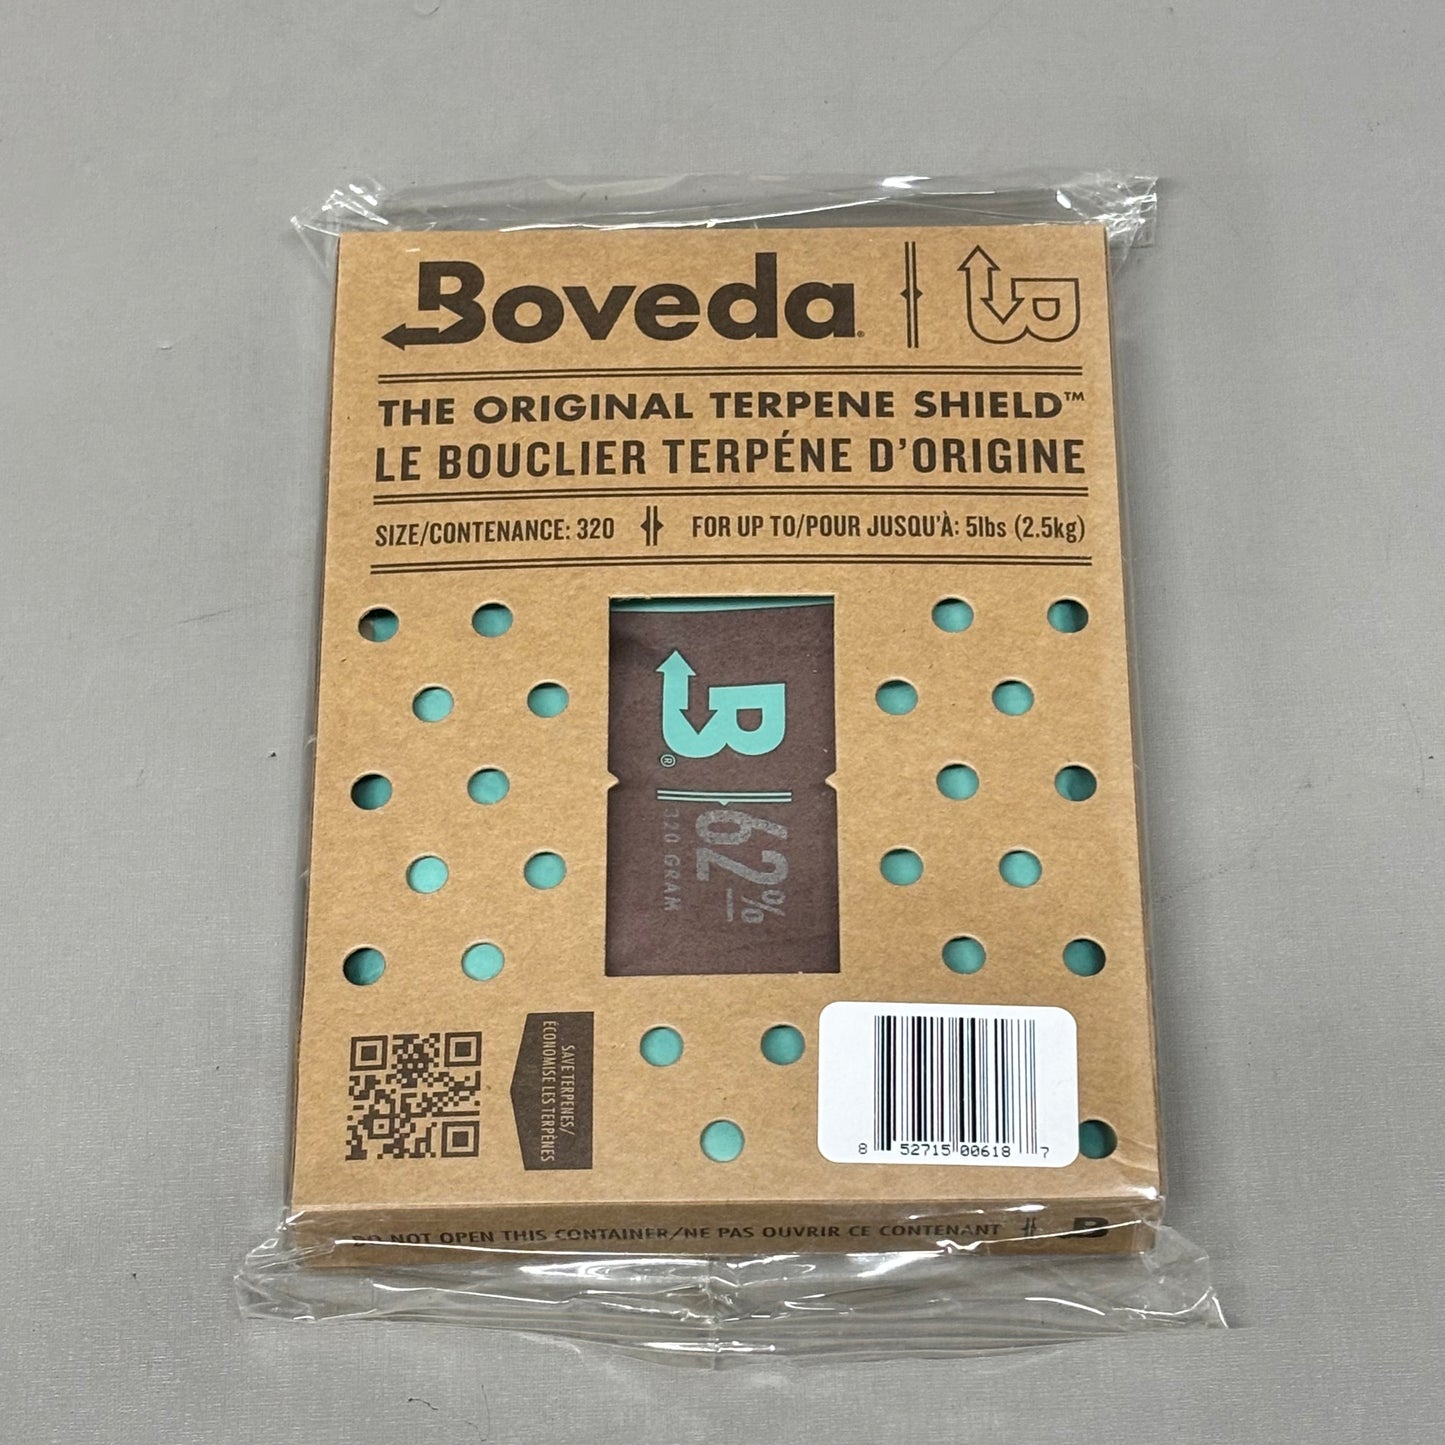 Boveda®
THE ORIGINAL TERPENE SHIELD™
LE BOUCLIER TERPÉNE D'ORIGINE
SIZE/CONTENANCE: 320
FOR UP TO/POUR JUSQU'À: 5lbs (2.5kg)
B®
62%
320 GRAM
SAVE TERPENES/
ÉCONOMISE LES TERPÈNES
8 52715 00618 7
DO NOT OPEN THIS CONTAINER/NE PAS OUVRIR CE CONTENANT
B